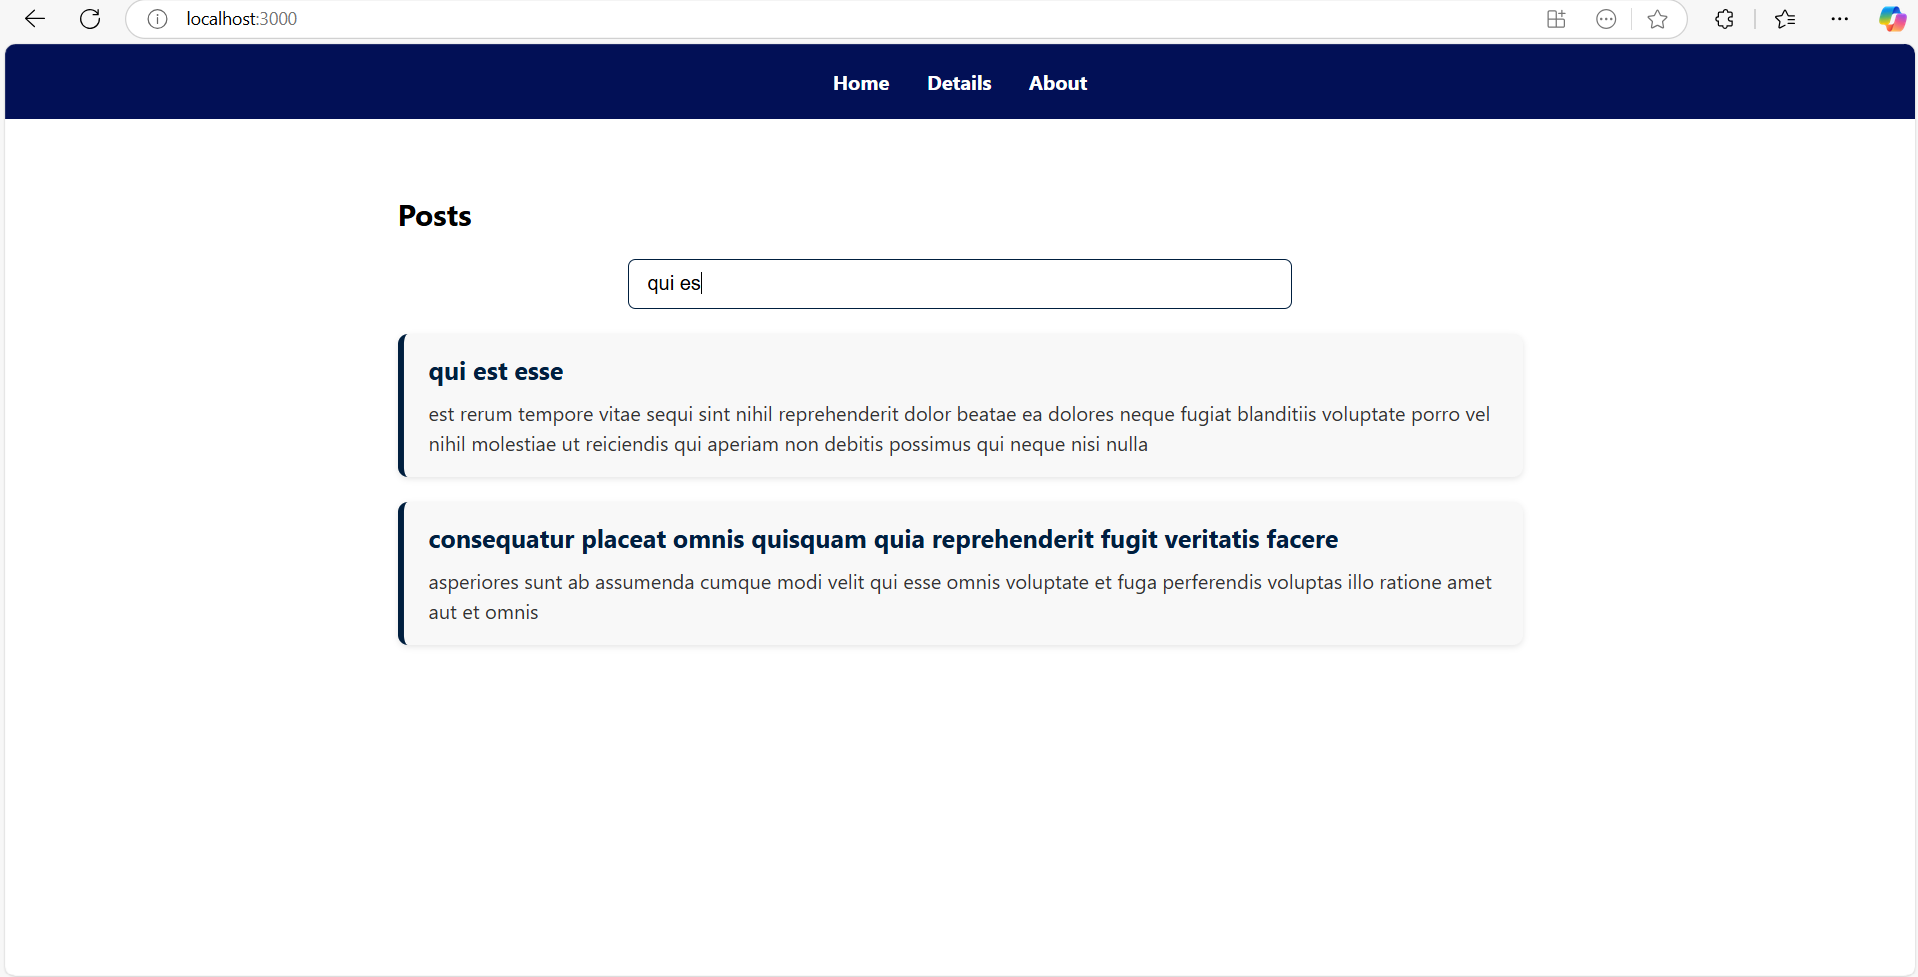 localhost:3000
Home Details About
Posts
qui es
qui est esse
est rerum tempore vitae sequi sint nihil reprehenderit dolor beatae ea dolores neque fugiat blanditiis voluptate porro vel
nihil molestiae ut reiciendis qui aperiam non debitis possimus qui neque nisi nulla
consequatur placeat omnis quisquam quia reprehenderit fugit veritatis facere
asperiores sunt ab assumenda cumque modi velit qui esse omnis voluptate et fuga perferendis voluptas illo ratione amet
aut et omnis